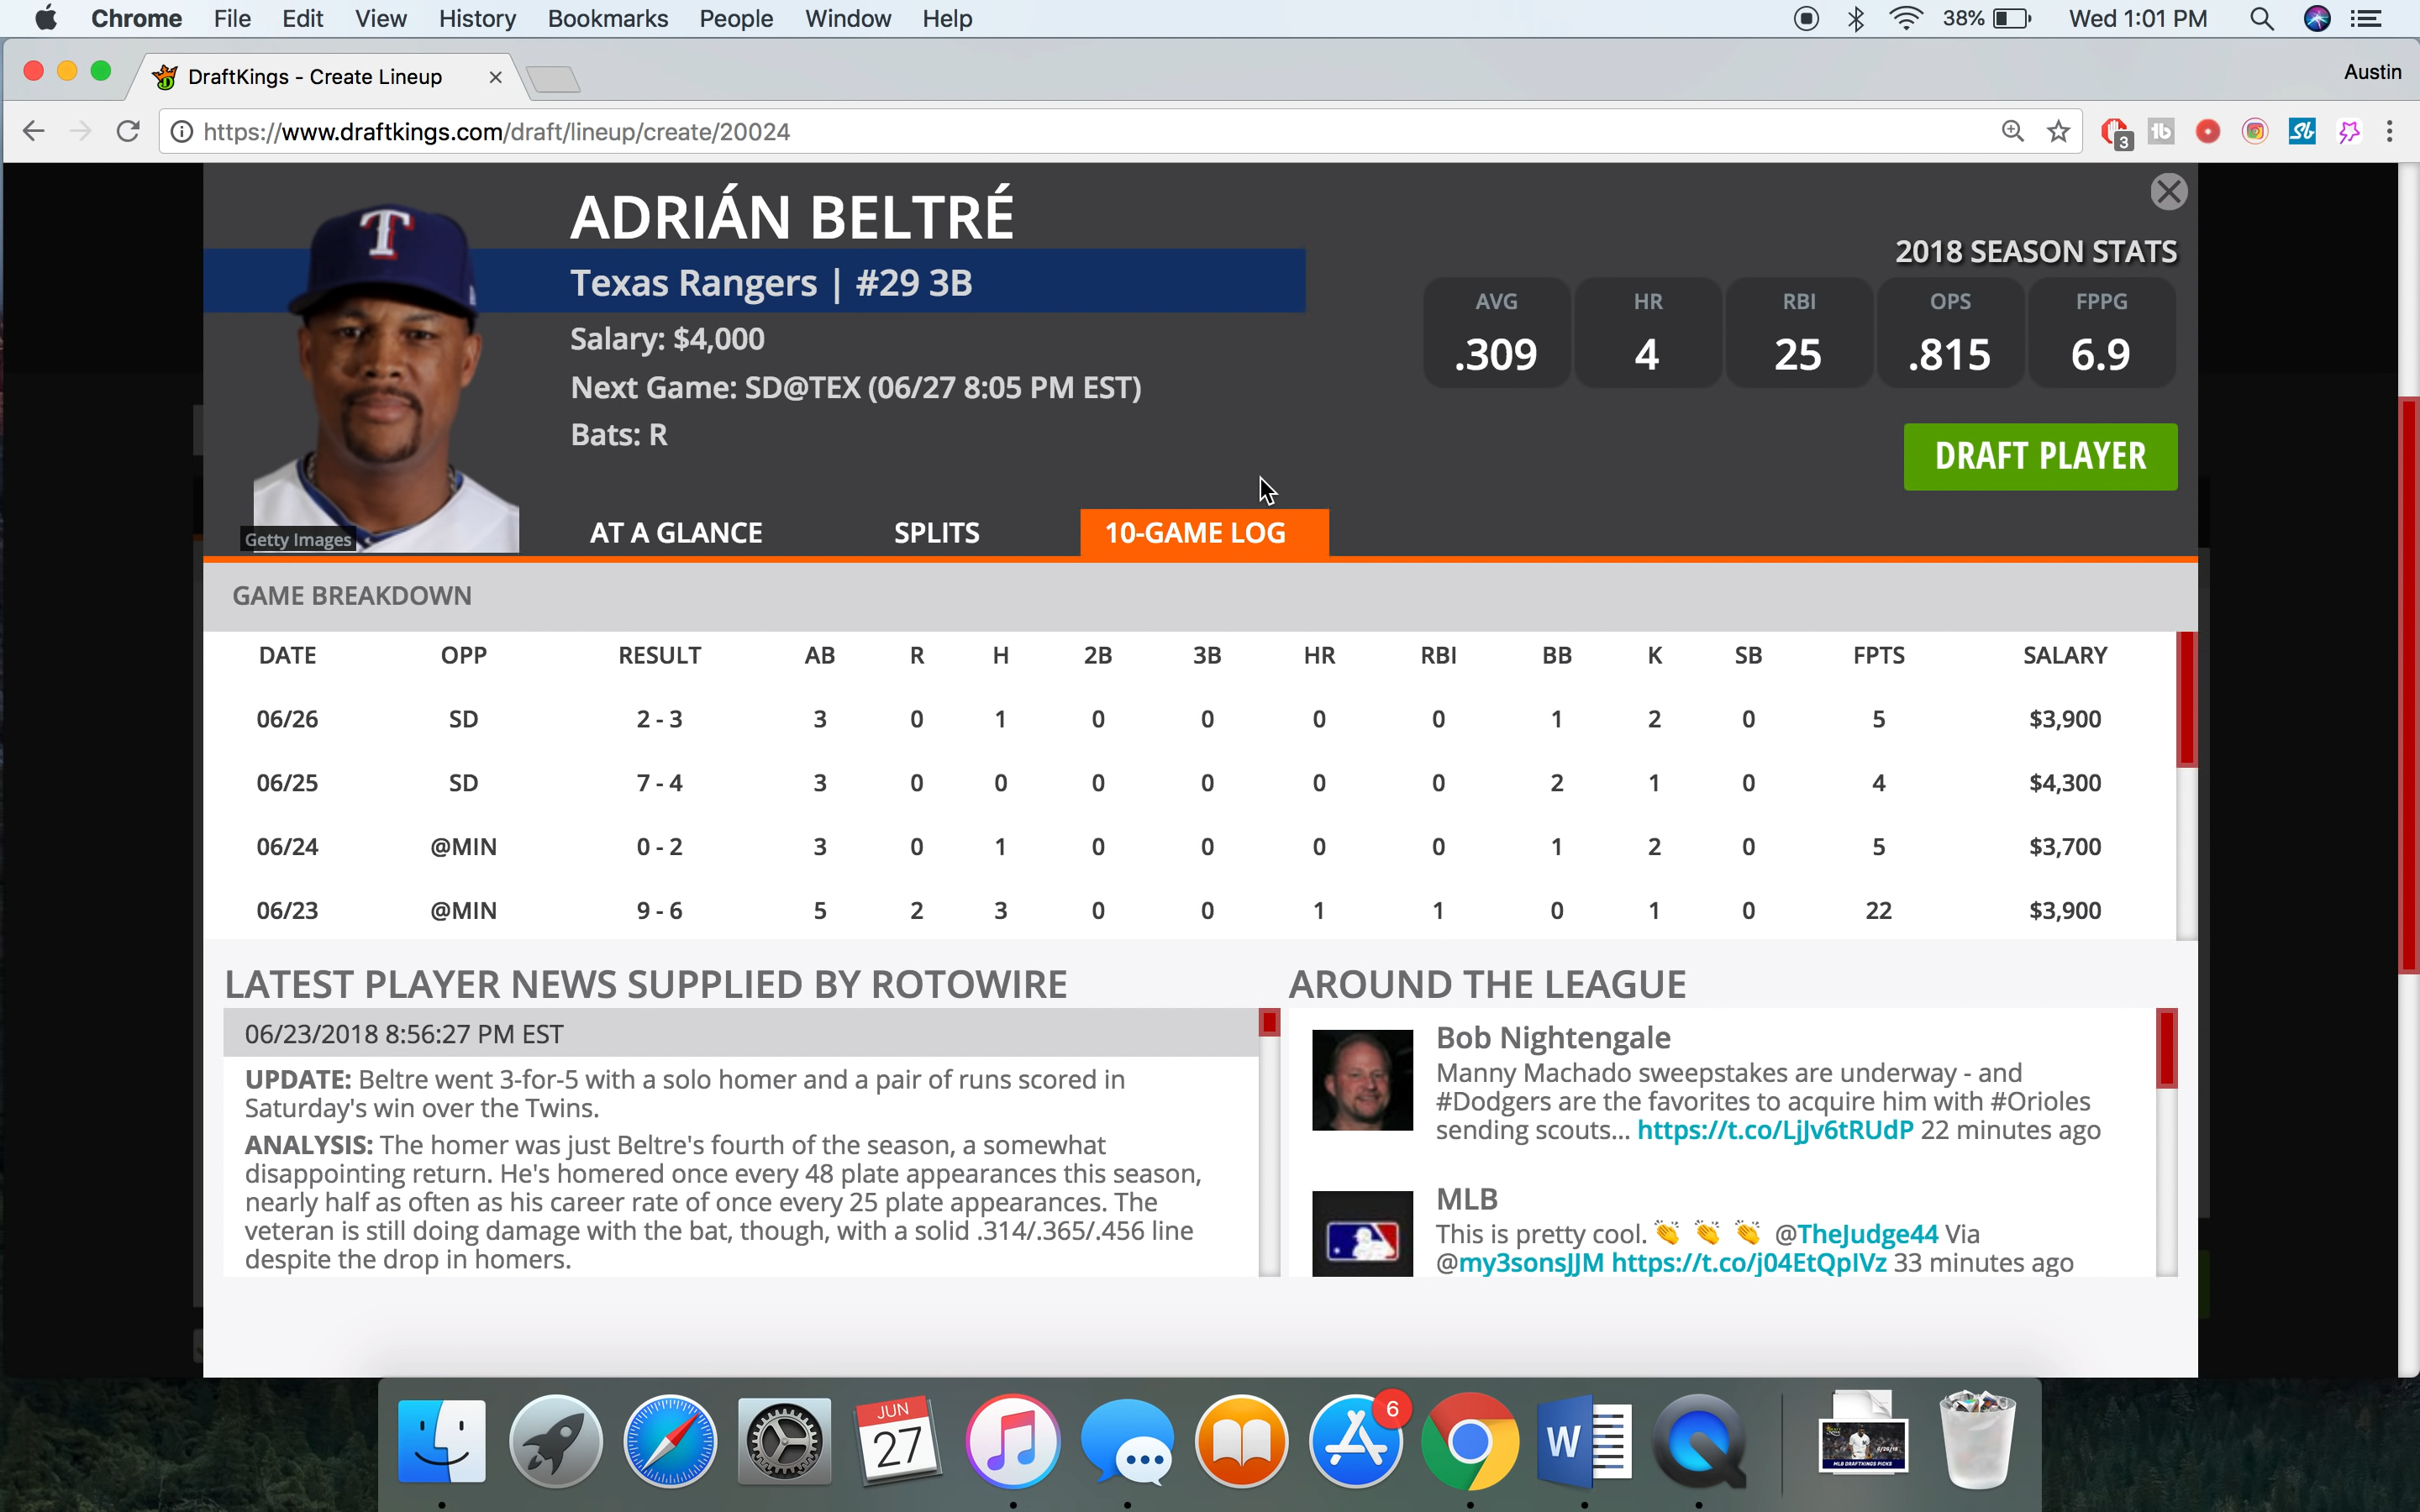 Chrome File Edit View History Bookmarks People Window Help 38% Wed 1:01 PM
DraftKings - Create Lineup Austin
https://www.draftkings.com/draft/lineup/create/20024 3 tb Sb
T
ADRIÁN BELTRÉ
Texas Rangers | #29 3B
Salary: $4,000
Next Game: SD@TEX (06/27 8:05 PM EST)
Bats: R
2018 SEASON STATS
AVG HR RBI OPS FPPG
.309 4 25 .815 6.9
DRAFT PLAYER
Getty Images
AT A GLANCE SPLITS 10-GAME LOG
GAME BREAKDOWN
DATE OPP RESULT AB R H 2B 3B HR RBI BB K SB FPTS SALARY
06/26 SD 2 - 3 3 0 1 0 0 0 0 1 2 0 5 $3,900
06/25 SD 7 - 4 3 0 0 0 0 0 0 2 1 0 4 $4,300
06/24 @MIN 0 - 2 3 0 1 0 0 0 0 1 2 0 5 $3,700
06/23 @MIN 9 - 6 5 2 3 0 0 1 1 0 1 0 22 $3,900
LATEST PLAYER NEWS SUPPLIED BY ROTOWIRE
06/23/2018 8:56:27 PM EST
UPDATE: Beltre went 3-for-5 with a solo homer and a pair of runs scored in
Saturday's win over the Twins.
ANALYSIS: The homer was just Beltre's fourth of the season, a somewhat
disappointing return. He's homered once every 48 plate appearances this season,
nearly half as often as his career rate of once every 25 plate appearances. The
veteran is still doing damage with the bat, though, with a solid .314/.365/.456 line
despite the drop in homers.
AROUND THE LEAGUE
Bob Nightengale
Manny Machado sweepstakes are underway - and
#Dodgers are the favorites to acquire him with #Orioles
sending scouts... https://t.co/LjJv6tRUdP 22 minutes ago
MLB
This is pretty cool. 👏 👏 👏 @TheJudge44 Via
@my3sonsJJM https://t.co/j04EtQpIVz 33 minutes ago
JUN
27
6
W
MLB DRAFTKINGS PICKS